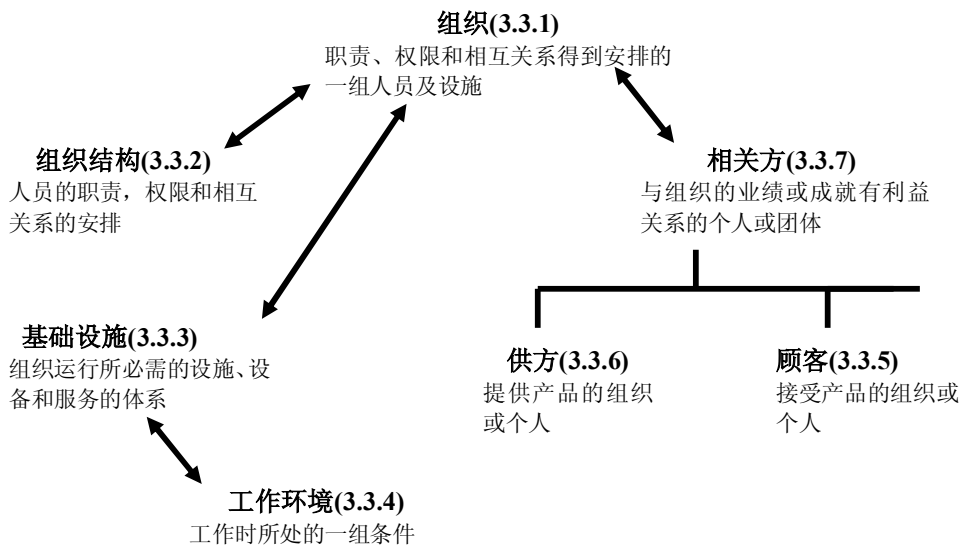 组织(3.3.1)
职责、权限和相互关系得到安排的
一组人员及设施
组织结构(3.3.2)
人员的职责，权限和相互
关系的安排
相关方(3.3.7)
与组织的业绩或成就有利益
关系的个人或团体
基础设施(3.3.3)
组织运行所必需的设施、设
备和服务的体系
供方(3.3.6)
提供产品的组织
或个人
顾客(3.3.5)
接受产品的组织或
个人
工作环境(3.3.4)
工作时所处的一组条件